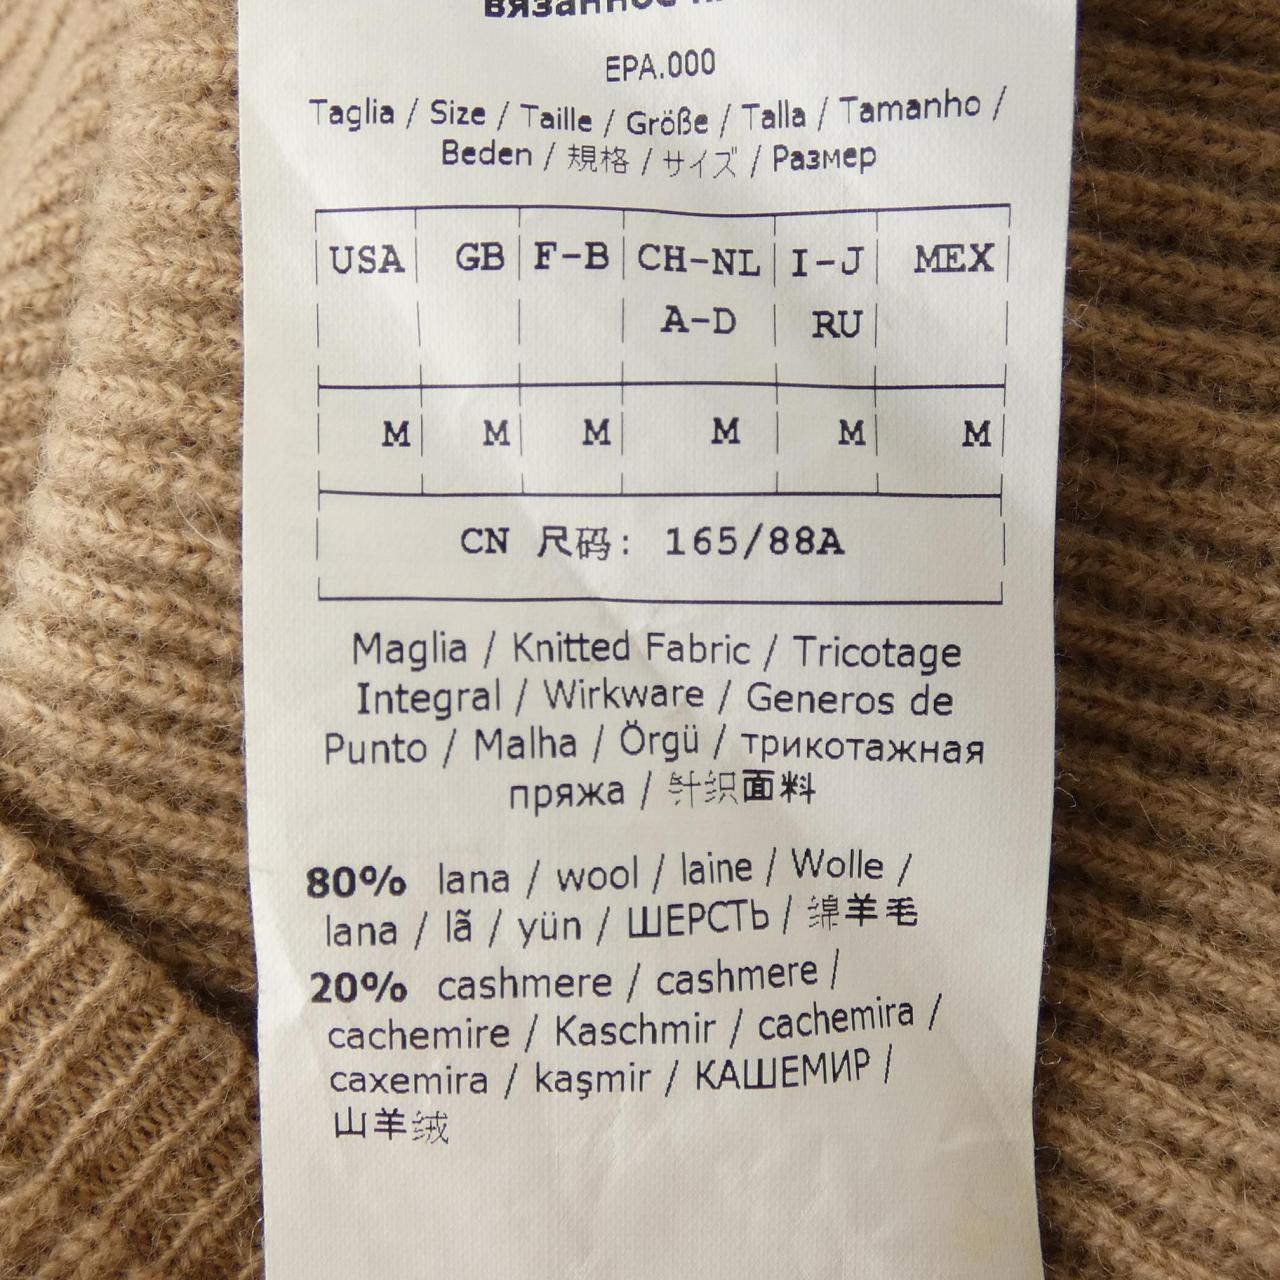 вязанное
EPA.000
Taglia / Size / Taille / Größe / Talla / Tamanho /
Beden / 規格 / サイズ / Размер
USA GB F-B CH-NL I-J MEX
A-D RU
M M M M M M
CN 尺码: 165/88A
Maglia / Knitted Fabric / Tricotage
Integral / Wirkware / Generos de
Punto / Malha / Örgü / трикотажная
пряжа / 针织面料
80% lana / wool / laine / Wolle /
lana / lã / yün / ШЕРСТЬ / 绵羊毛
20% cashmere / cashmere /
cachemire / Kaschmir / cachemira /
caxemira / kaşmir / КАШЕМИР /
山羊绒